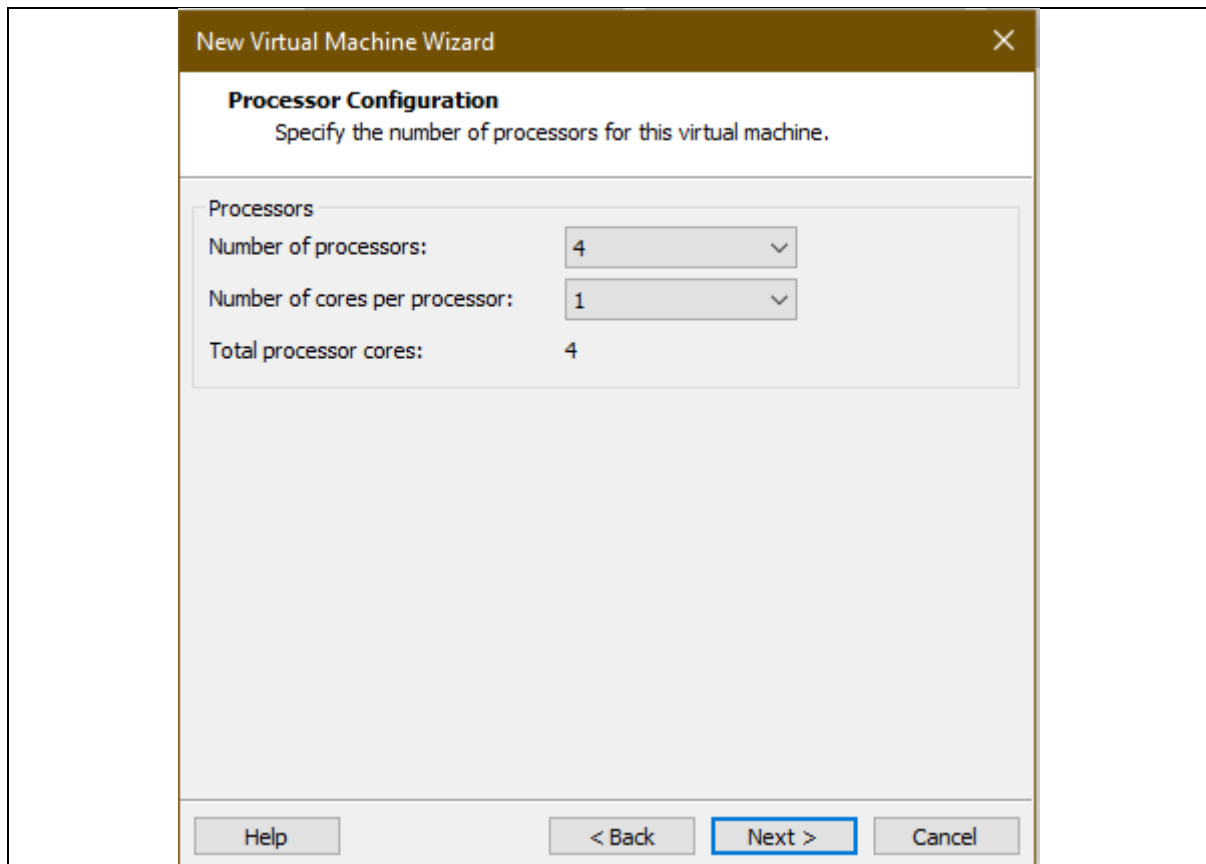 New Virtual Machine Wizard
Processor Configuration
Specify the number of processors for this virtual machine.
Processors
Number of processors: 4
Number of cores per processor: 1
Total processor cores: 4
Help < Back Next > Cancel